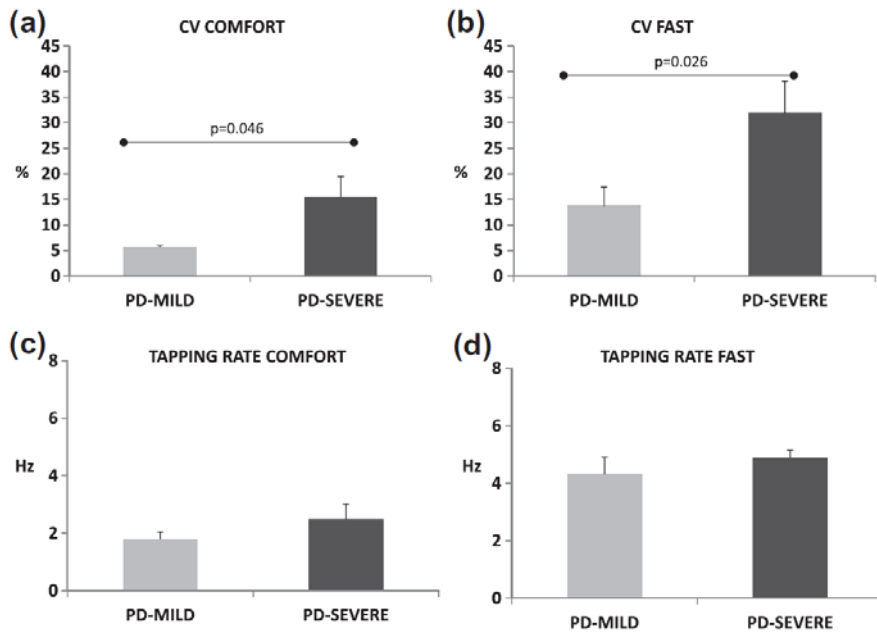 (a)
CV COMFORT
45
40
35
30
25
20
15
10
5
0
%
p=0.046
PD-MILD PD-SEVERE
(b)
CV FAST
45
40
35
30
25
20
15
10
5
0
%
p=0.026
PD-MILD PD-SEVERE
(c)
TAPPING RATE COMFORT
8
6
4
2
0
Hz
PD-MILD PD-SEVERE
(d)
TAPPING RATE FAST
8
6
4
2
0
Hz
PD-MILD PD-SEVERE